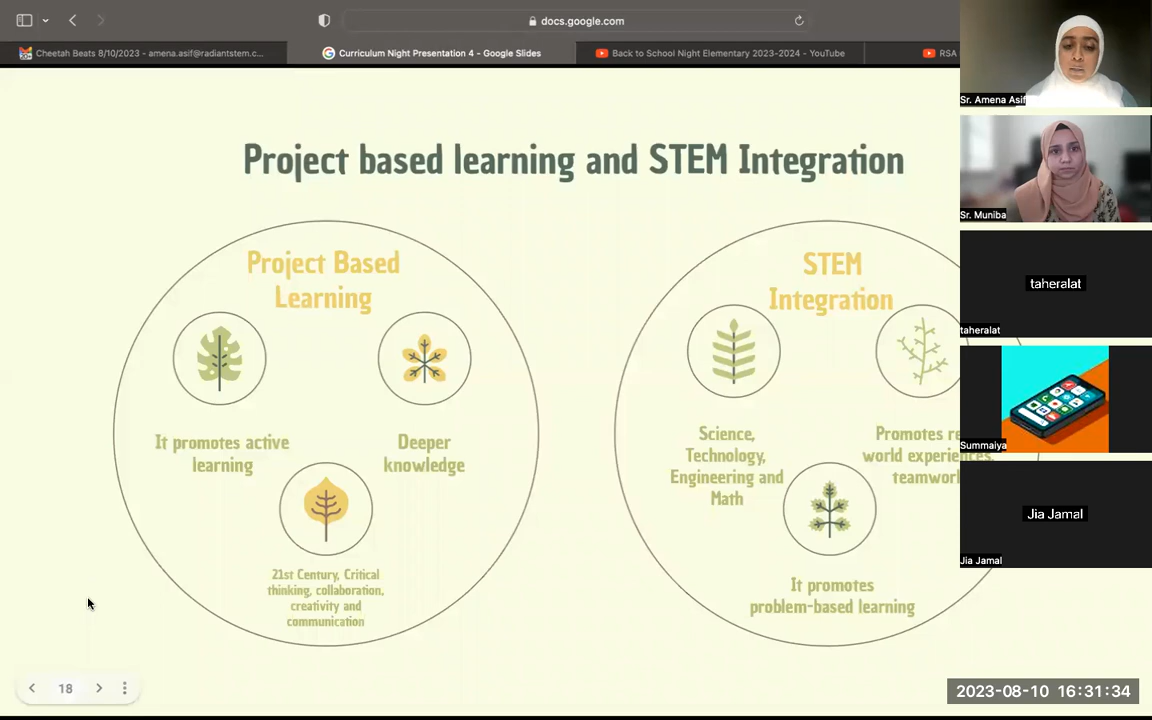 docs.google.com
Cheetah Beats 8/10/2023 - amena.asif@radiantstem.c...
Curriculum Night Presentation 4 - Google Slides
Back to School Night Elementary 2023-2024 - YouTube
RSA
Project based learning and STEM Integration
Project Based
Learning
It promotes active
learning
Deeper
knowledge
21st Century, Critical
thinking, collaboration,
creativity and
communication
STEM
Integration
Science,
Technology,
Engineering and
Math
Promotes
world experiences,
teamwork
It promotes
problem-based learning
18
Sr. Amena Asif
Sr. Muniba
taheralat
taheralat
Summaiya
Jia Jamal
Jia Jamal
2023-08-10 16:31:34